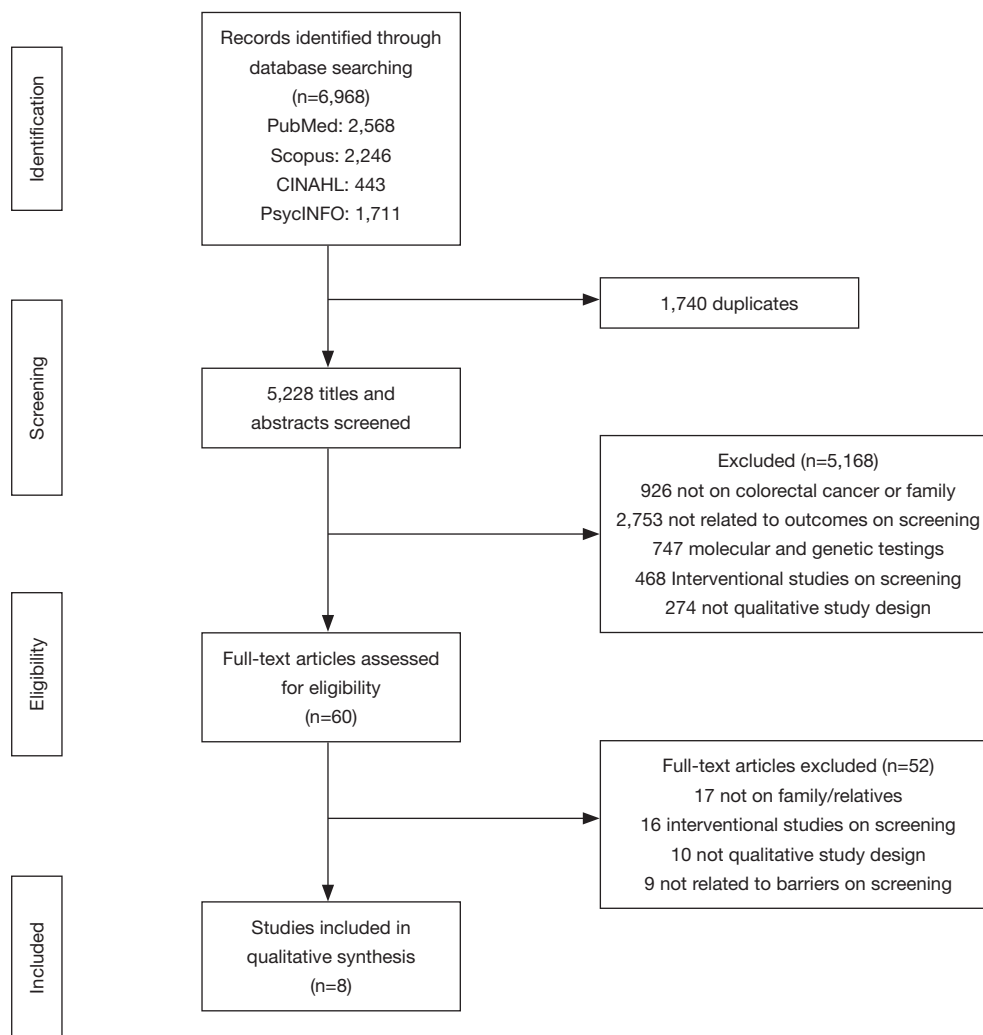 Identification
Records identified through
database searching
(n=6,968)
PubMed: 2,568
Scopus: 2,246
CINAHL: 443
PsycINFO: 1,711
1,740 duplicates
Screening
5,228 titles and
abstracts screened
Excluded (n=5,168)
926 not on colorectal cancer or family
2,753 not related to outcomes on screening
747 molecular and genetic testings
468 Interventional studies on screening
274 not qualitative study design
Eligibility
Full-text articles assessed
for eligibility
(n=60)
Full-text articles excluded (n=52)
17 not on family/relatives
16 interventional studies on screening
10 not qualitative study design
9 not related to barriers on screening
Included
Studies included in
qualitative synthesis
(n=8)